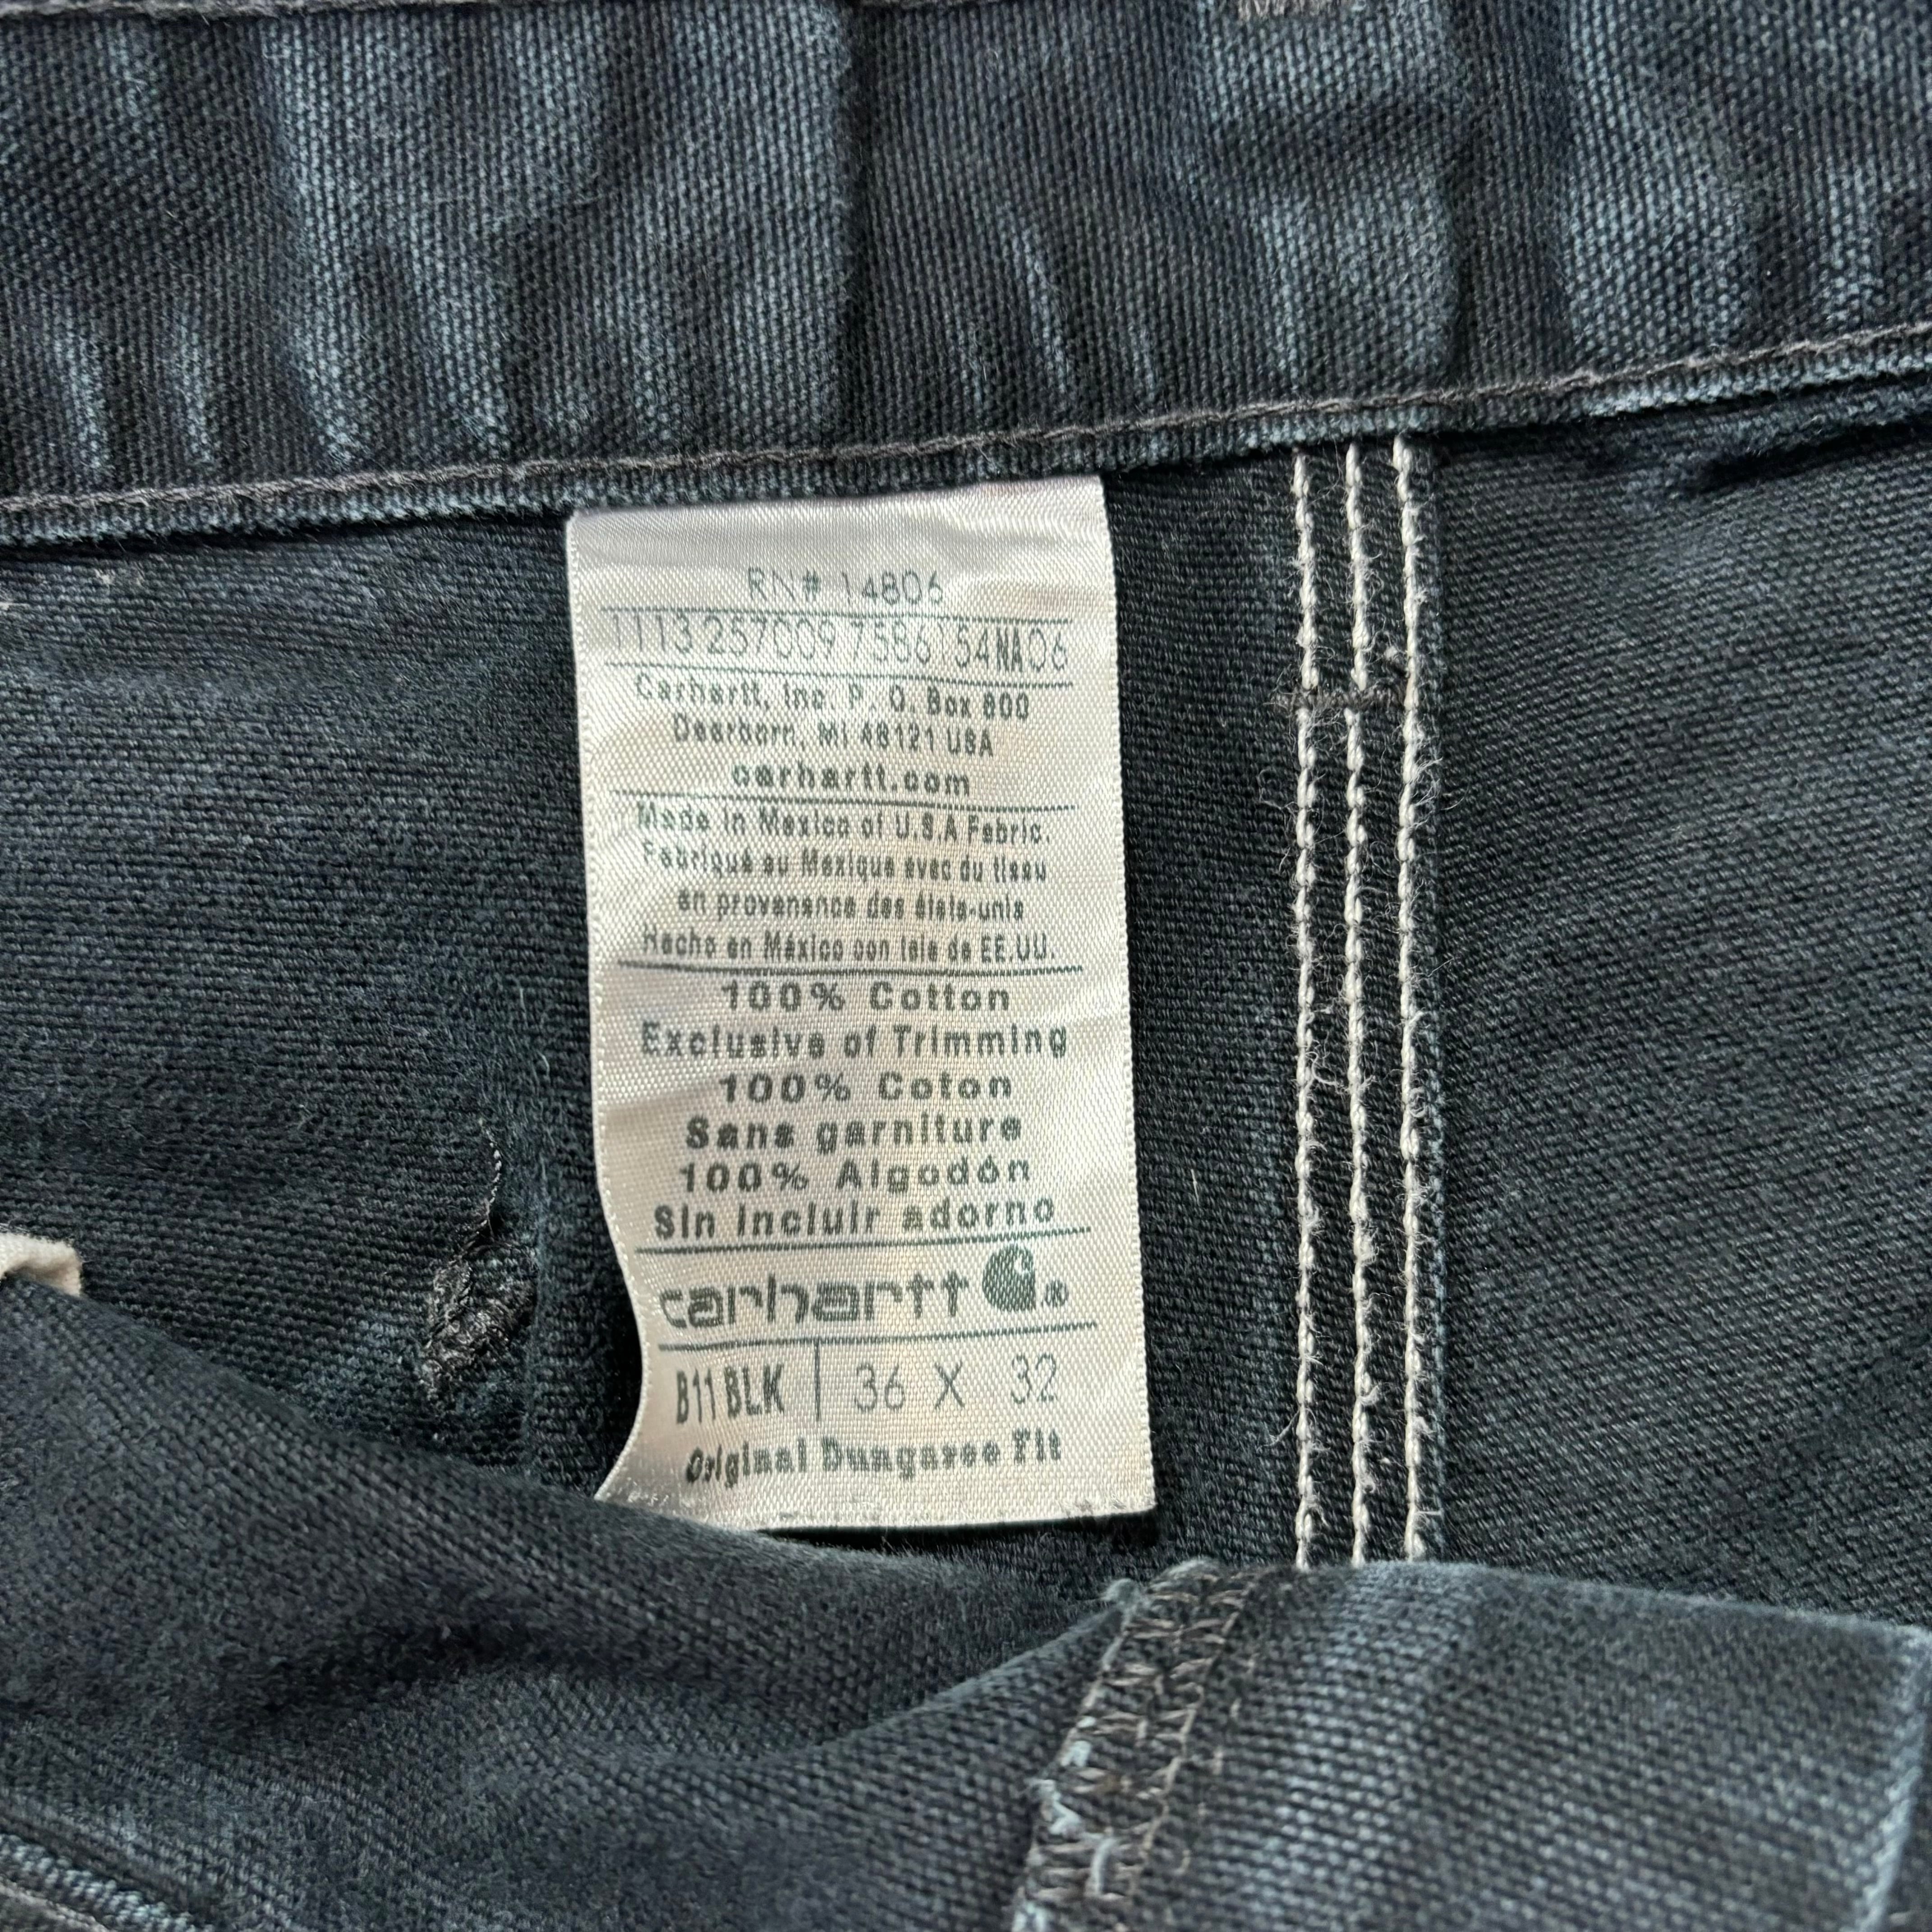 RN# 14806
1113 257009 7586154NA06
Carhartt, Inc. P. O. Box 800
Dearborn, MI 48121 USA
carhartt.com
Made in Mexico of U.S.A Fabric.
Fabriqué au Mexique avec du tissu
en provenance des états-unis
Hecho en México con tela de EE.UU.
100% Cotton
Exclusive of Trimming
100% Coton
Sans garniture
100% Algodón
Sin incluir adorno
carhartt ®
B11 BLK | 36 X 32
Original Dungaree Fit